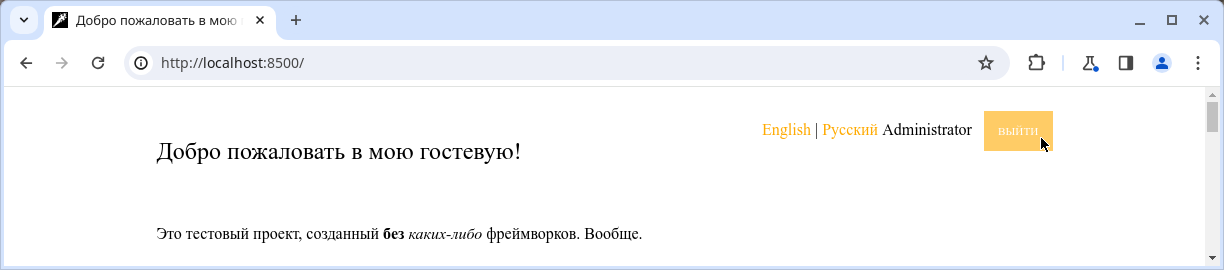 Добро пожаловать в мою
http://localhost:8500/
English | Русский Administrator выйти
Добро пожаловать в мою гостевую!
Это тестовый проект, созданный без каких-либо фреймворков. Вообще.